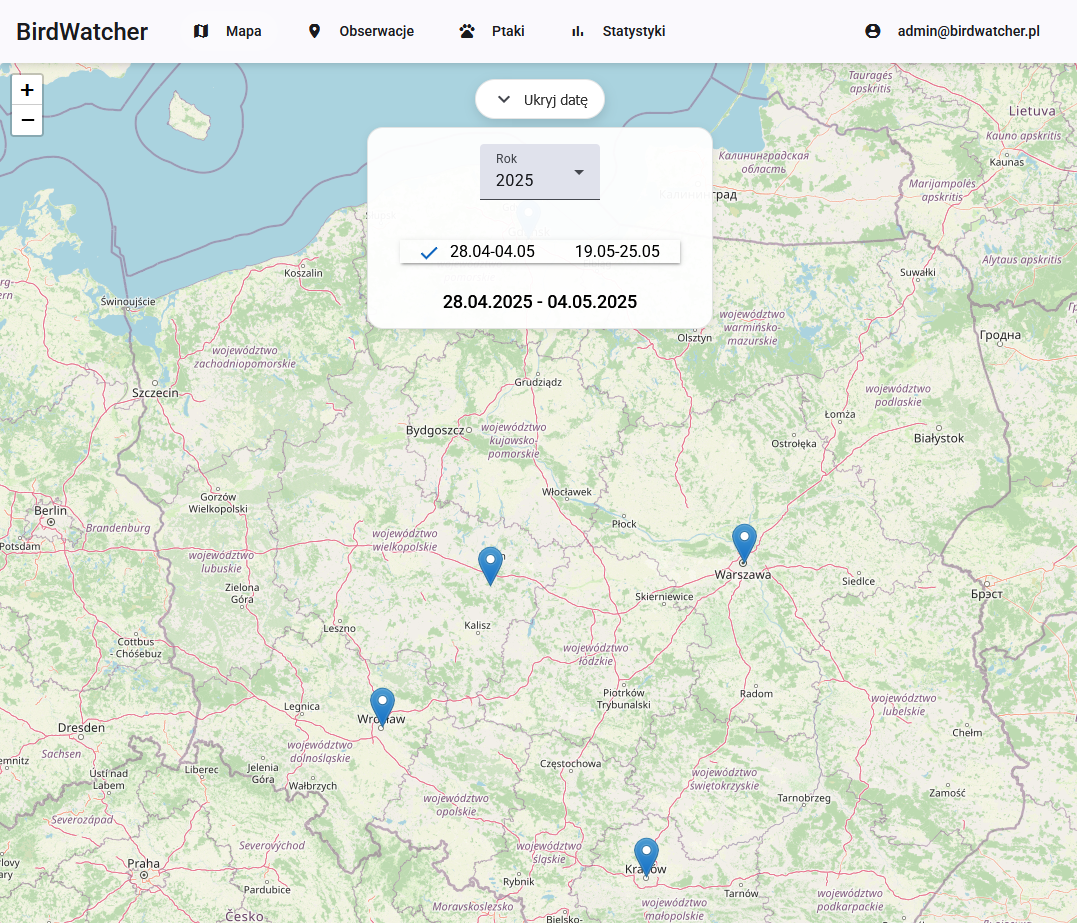 BirdWatcher
Mapa
Obserwacje
Ptaki
Statystyki
admin@birdwatcher.pl
+
−
Ukryj datę
Rok
2025
28.04-04.05
19.05-25.05
28.04.2025 - 04.05.2025
Tauragės
apskritis
Lietuva
Kauno apskritis
Kaunas
Калининградская
область
Marijampolės
apskritis
Alytaus apskritis
Suwałki
Гродна
Koszalin
Świnoujście
województwo
zachodniopomorskie
Szczecin
Olsztyn
województwo
warmińsko-
mazurskie
Grudziądz
województwo
podlaskie
Łomża
Bydgoszcz
województwo
kujawsko-
pomorskie
Ostrołęka
Białystok
Włocławek
Gorzów
Wielkopolski
Berlin
Brandenburg
Płock
Potsdam
województwo
wielkopolskie
województwo
lubuskie
Warszawa
Siedlce
Брэст
Zielona
Góra
Skierniewice
Leszno
Kalisz
Cottbus
- Chóśebuz
województwo
łódzkie
Piotrków
Trybunalski
Radom
województwo
lubelskie
Legnica
Wrocław
Dresden
Chełm
Sachsen
województwo
dolnośląskie
Częstochowa
Liberec
Jelenia
Góra
Ústí nad
Labem
Wałbrzych
województwo
świętokrzyskie
Tarnobrzeg
Zamość
województwo
opolskie
Severozápad
Severovýchod
województwo
śląskie
Praha
Kraków
Rybnik
Tarnów
Pardubice
województwo
małopolskie
województwo
podkarpackie
Moravskoslezsko
Česko
Bielsko-